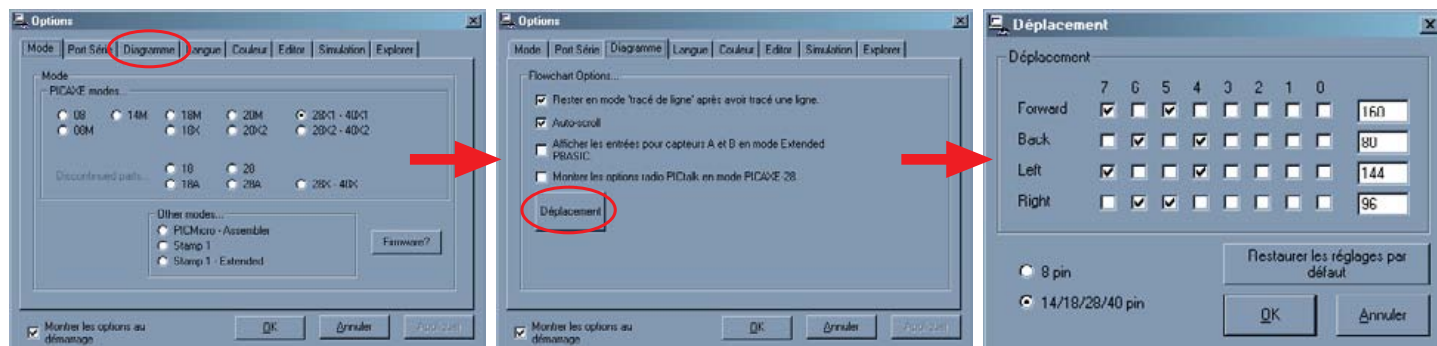 Options
Mode Port Série Diagramme Langue Couleur Editor Simulation Explorer
Mode
PICAXE modes...
08 14M 18M 20M 28X1 - 40X1
08M 18X 20X2 28X2 - 40X2
Discontinued parts... 18 28
18A 28A 28X - 40X
Other modes...
PICMicro - Assembler
Stamp 1
Stamp 1 - Extended
Firmware?
Montrer les options au
démarrage
OK Annuler Appliquer
Options
Mode Port Série Diagramme Langue Couleur Editor Simulation Explorer
Flowchart Options...
Rester en mode 'tracé de ligne' après avoir tracé une ligne.
Auto-scroll
Afficher les entrées pour capteurs A et B en mode Extended
PBASIC
Montrer les options radio PICtalk en mode PICAXE 28.
Déplacement
Montrer les options au
démarrage
OK Annuler Appliquer
Déplacement
Déplacement
7 6 5 4 3 2 1 0
Forward 160
Back 80
Left 144
Right 96
8 pin
14/18/28/40 pin
Restaurer les réglages par
défaut
OK Annuler